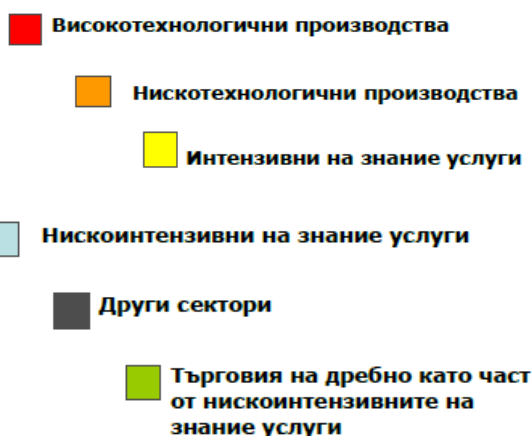 Високотехнологични производства
Нискотехнологични производства
Интензивни на знание услуги
Нискоинтензивни на знание услуги
Други сектори
Търговия на дребно като част
от нискоинтензивните на
знание услуги